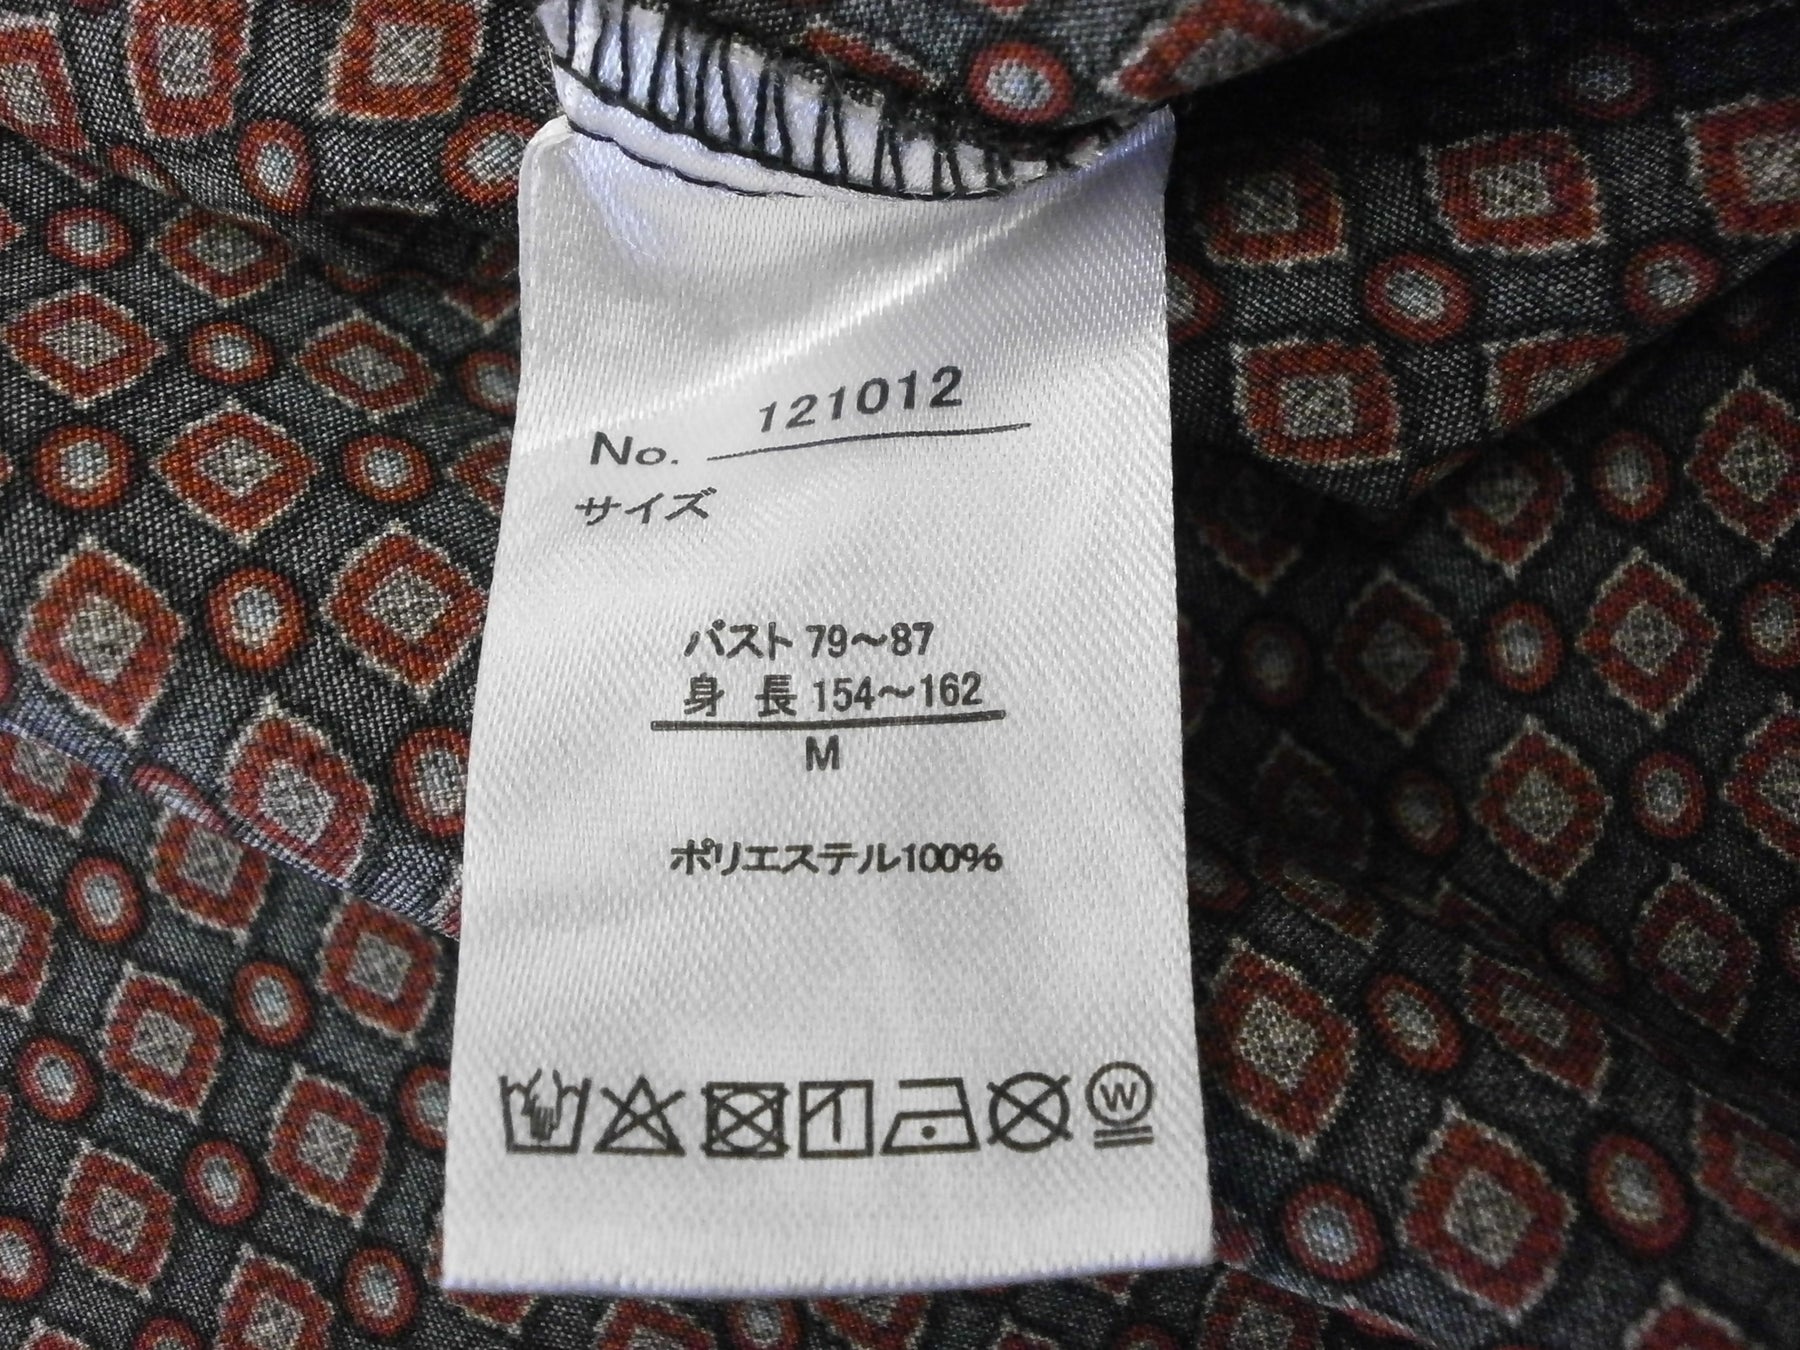 No. 121012
サイズ
バスト 79～87
身 長 154～162
M
ポリエステル100%
W